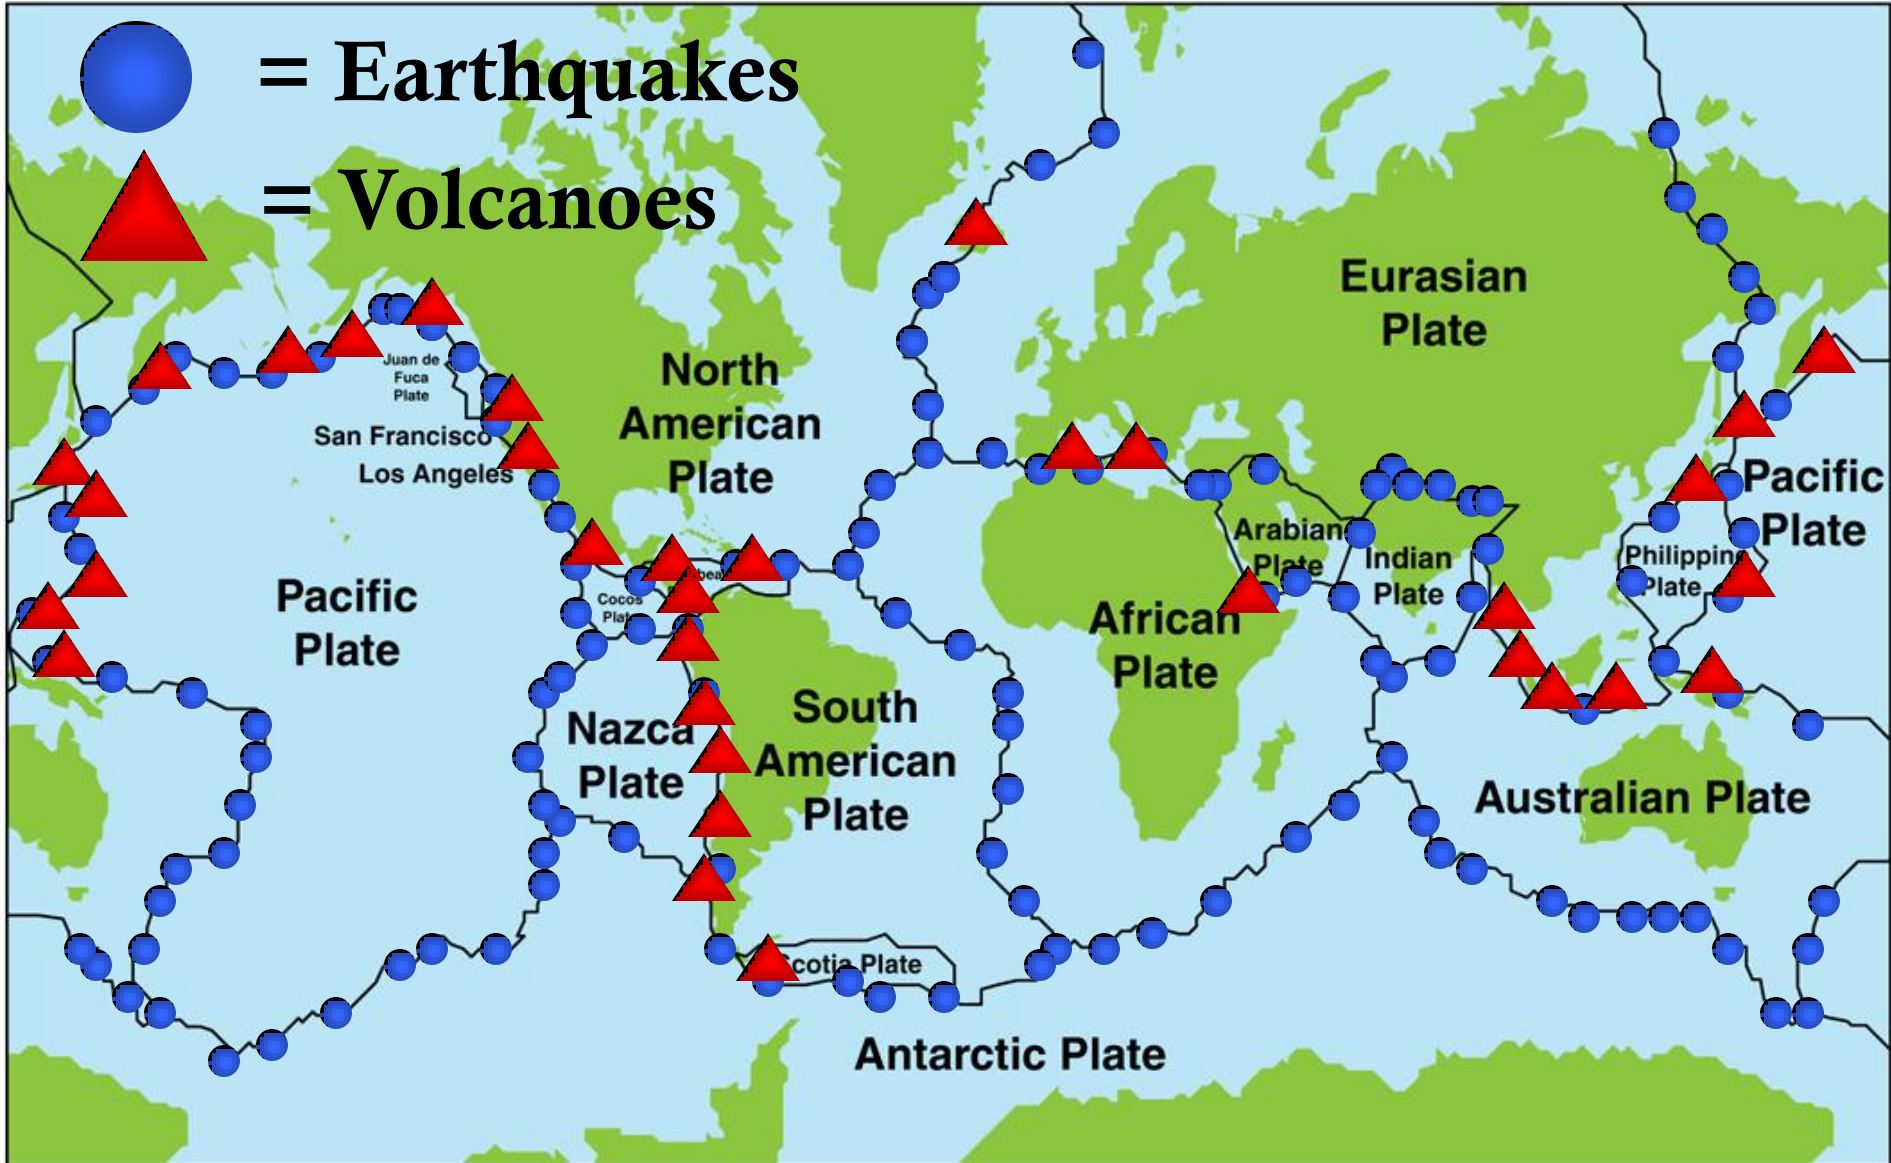 = Earthquakes
= Volcanoes
Eurasian
Plate
Juan de
Fuca
Plate
North
American
Plate
San Francisco
Los Angeles
Pacific
Plate
Arabian
Plate
Indian
Plate
Philippine
Plate
Pacific
Plate
Cocos
Plate
African
Plate
Nazca
Plate
South
American
Plate
Australian Plate
Scotia Plate
Antarctic Plate